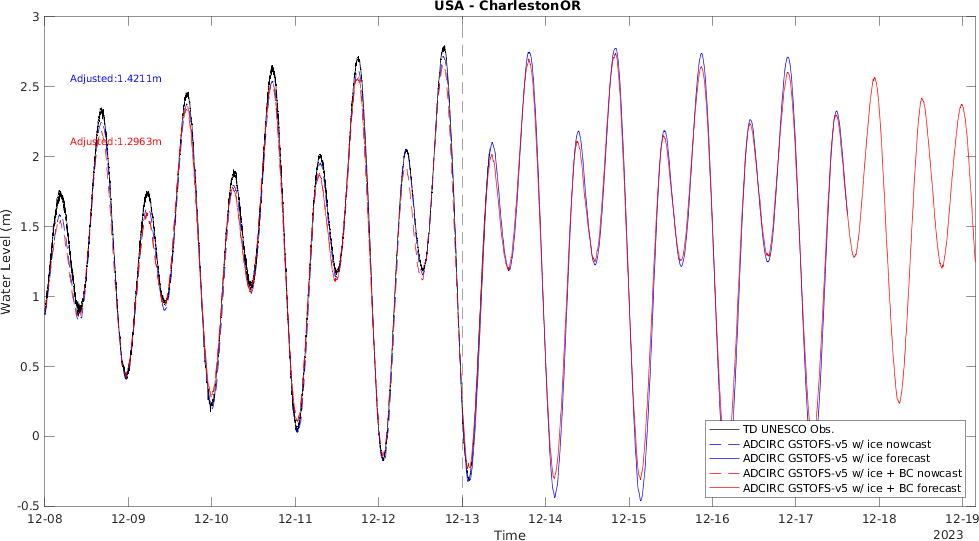 USA - CharlestonOR
3
2.5
2
1.5
1
0.5
0
-0.5
Water Level (m)
Adjusted:1.4211m
Adjusted:1.2963m
TD UNESCO Obs.
ADCIRC GSTOFS-v5 w/ ice nowcast
ADCIRC GSTOFS-v5 w/ ice forecast
ADCIRC GSTOFS-v5 w/ ice + BC nowcast
ADCIRC GSTOFS-v5 w/ ice + BC forecast
12-08 12-09 12-10 12-11 12-12 12-13 12-14 12-15 12-16 12-17 12-18 12-19
Time
2023